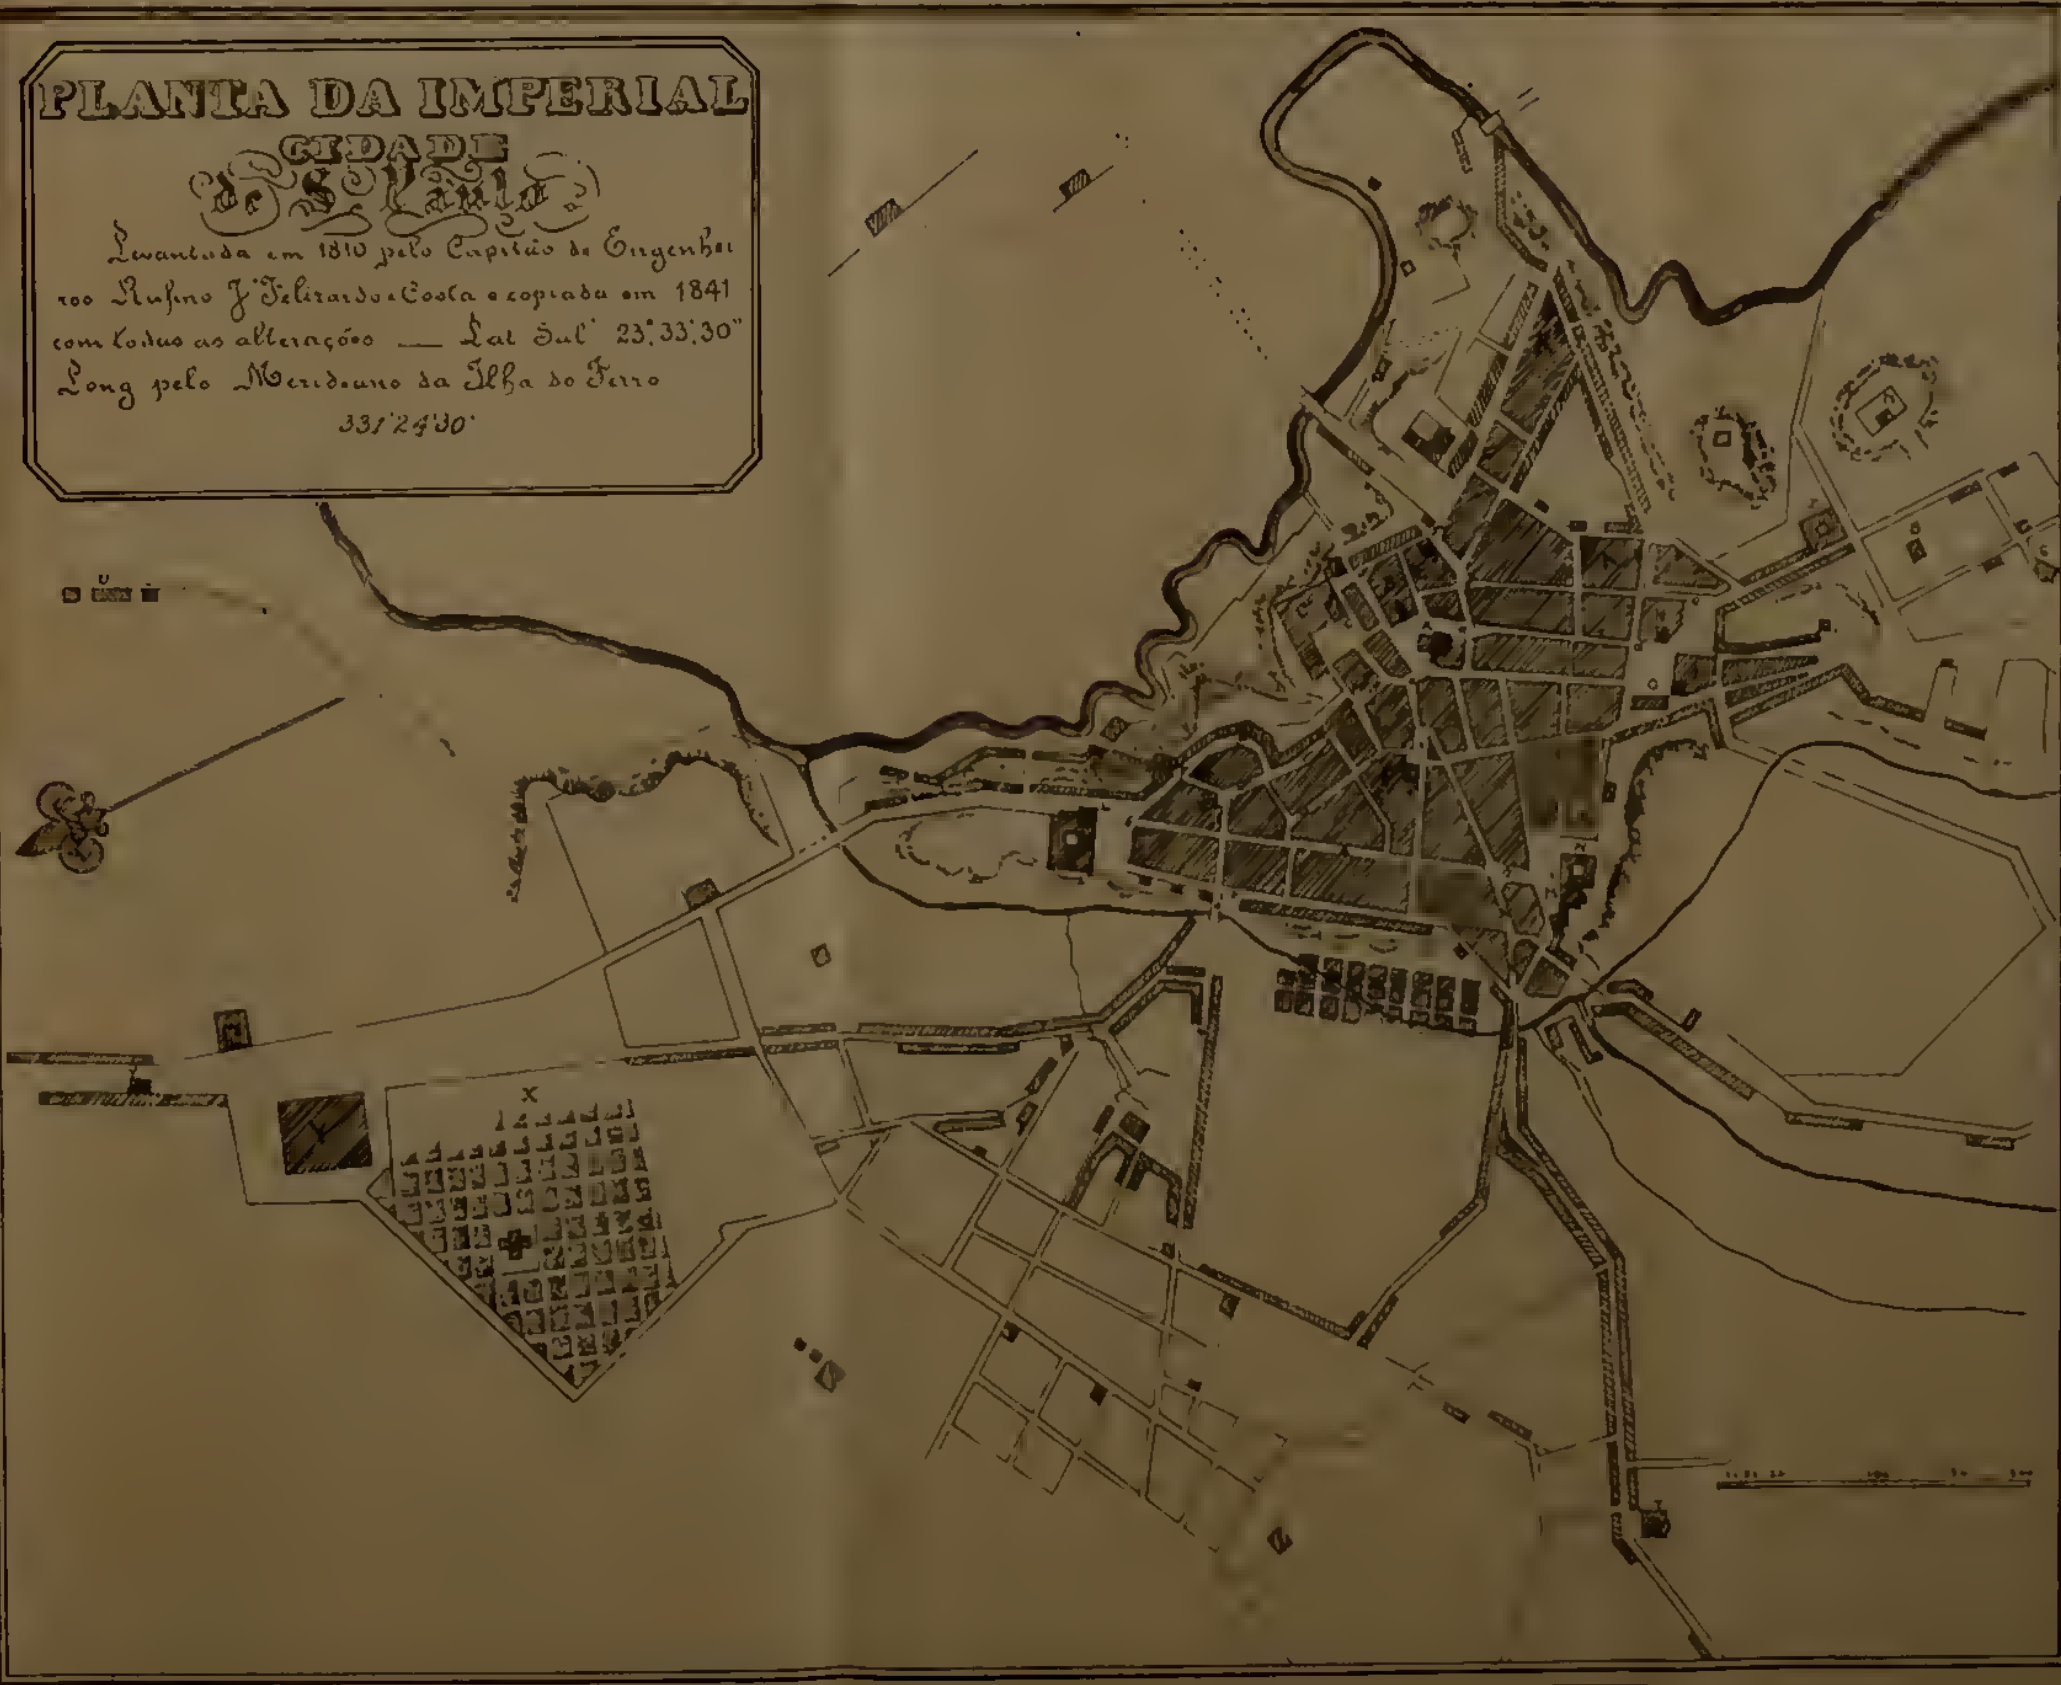 PLANTA DA IMPERIAL
CIDADE
de S. Paulo
Levantada em 1810 pelo Capitão de Engenhei
ros Rufino J. Felizardo e Costa e copiada em 1841
com todas as alterações — Lat Sul 23°.33'.30"
Long pelo Meridiano da Ilha do Ferro
331°24'30"
U
X